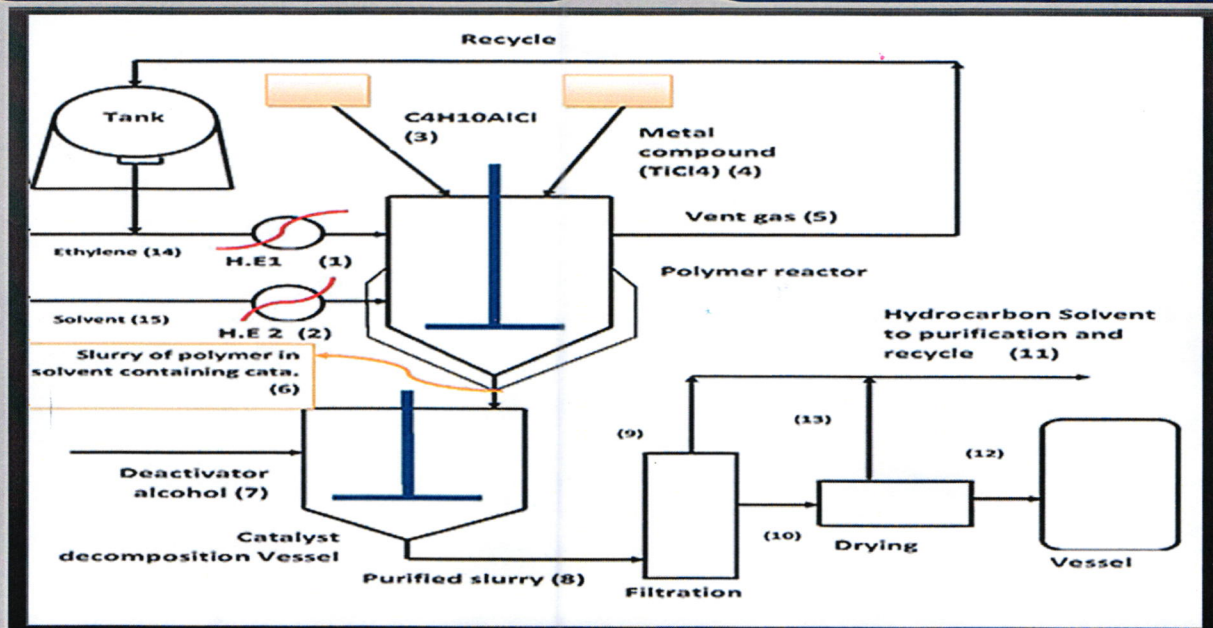 Recycle
Tank
C4H10AlCl
(3)
Metal
compound
(TiCl4) (4)
Vent gas (5)
Ethylene (14)
H.E1 (1)
Polymer reactor
Solvent (15)
H.E 2 (2)
Hydrocarbon Solvent
to purification and
recycle (11)
Slurry of polymer in
solvent containing cata.
(6)
(9)
(13)
(12)
Deactivator
alcohol (7)
(10)
Drying
Catalyst
decomposition Vessel
Vessel
Purified slurry (8)
Filtration